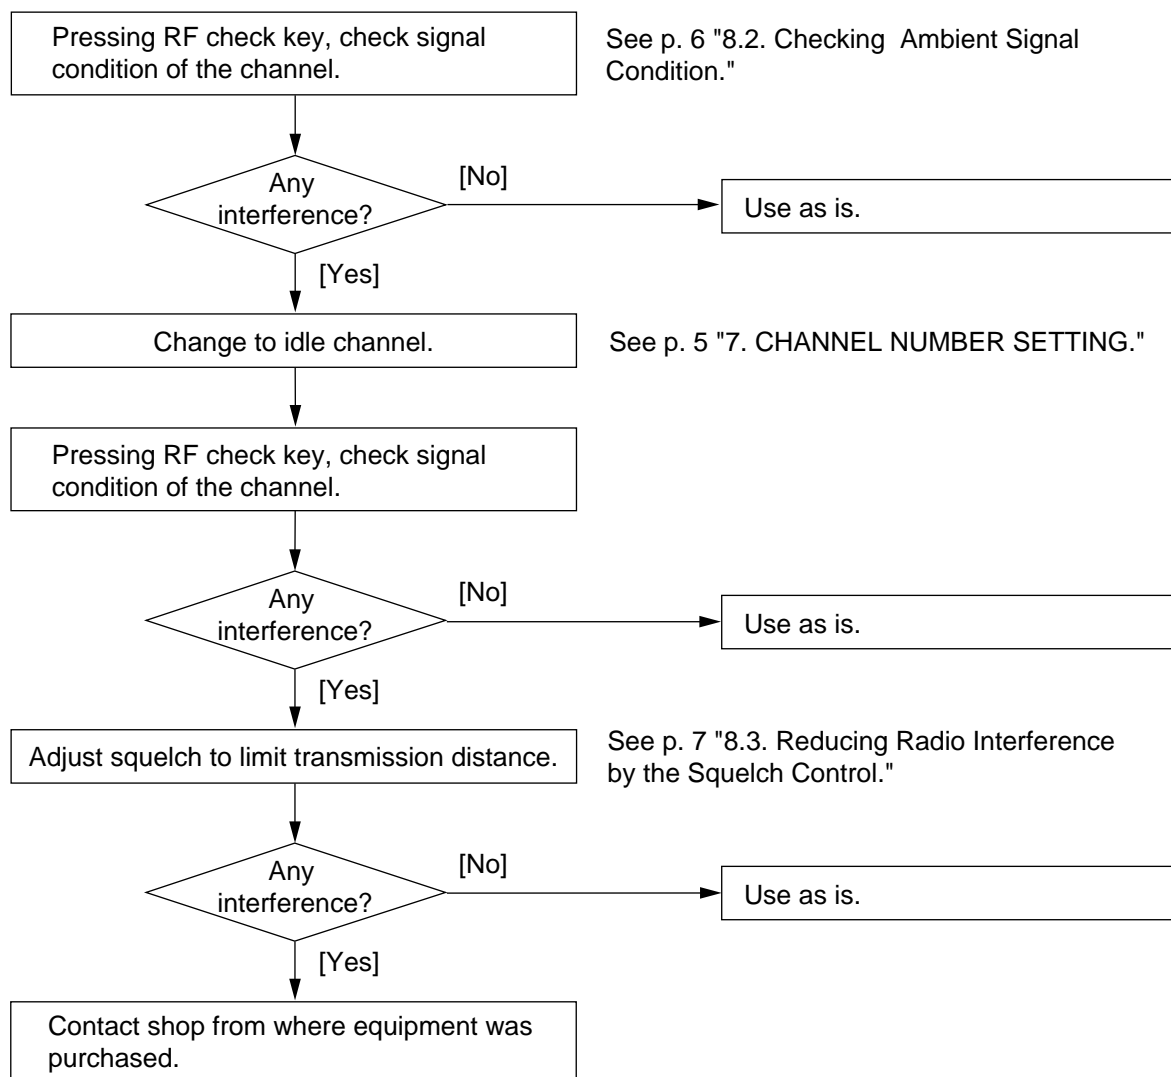 Pressing RF check key, check signal
condition of the channel.
See p. 6 "8.2. Checking Ambient Signal
Condition."
Any
interference?
[No]
Use as is.
[Yes]
Change to idle channel.
See p. 5 "7. CHANNEL NUMBER SETTING."
Pressing RF check key, check signal
condition of the channel.
Any
interference?
[No]
Use as is.
[Yes]
Adjust squelch to limit transmission distance.
See p. 7 "8.3. Reducing Radio Interference
by the Squelch Control."
Any
interference?
[No]
Use as is.
[Yes]
Contact shop from where equipment was
purchased.